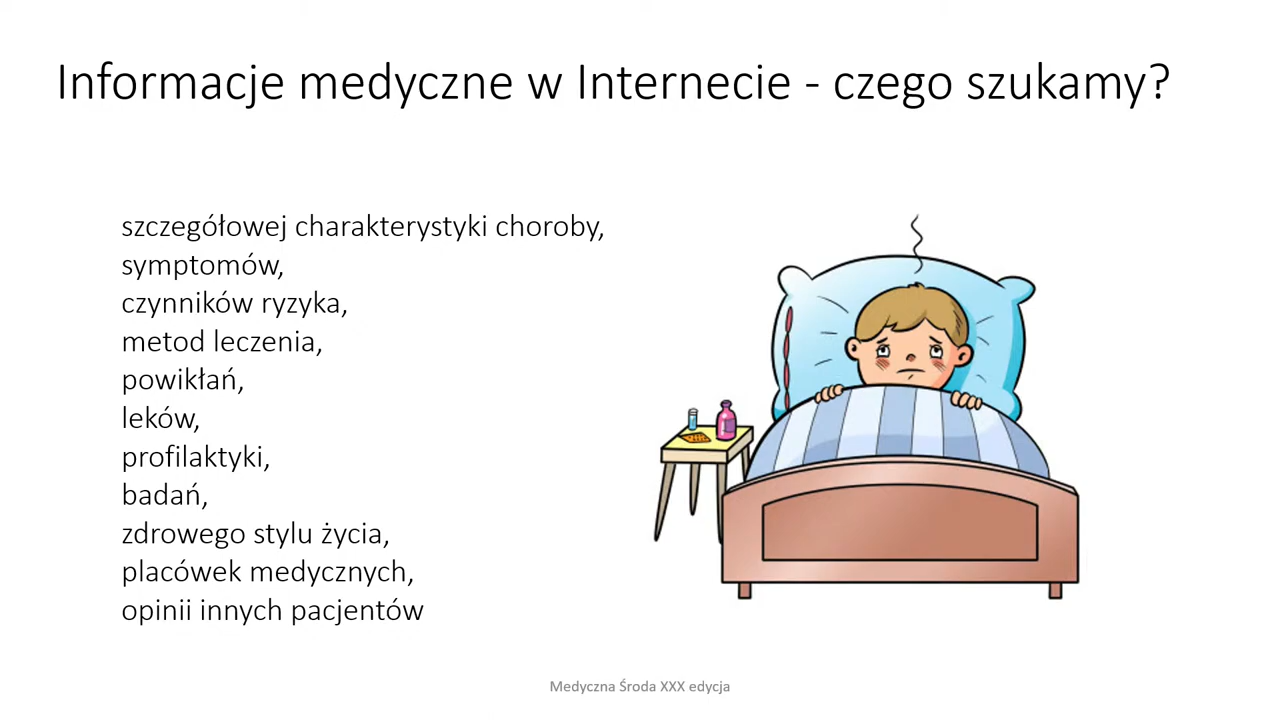 Informacje medyczne w Internecie - czego szukamy?
szczegółowej charakterystyki choroby,
symptomów,
czynników ryzyka,
metod leczenia,
powikłań,
leków,
profilaktyki,
badań,
zdrowego stylu życia,
placówek medycznych,
opinii innych pacjentów
Medyczna Środa XXX edycja